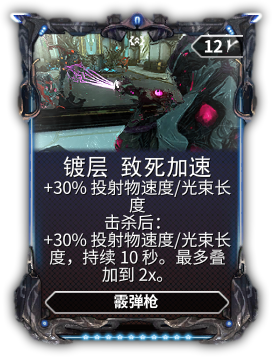 12
镀层 致死加速
+30% 投射物速度/光束长
度
击杀后：
+30% 投射物速度/光束长
度，持续 10 秒。最多叠
加到 2x。
霰弹枪